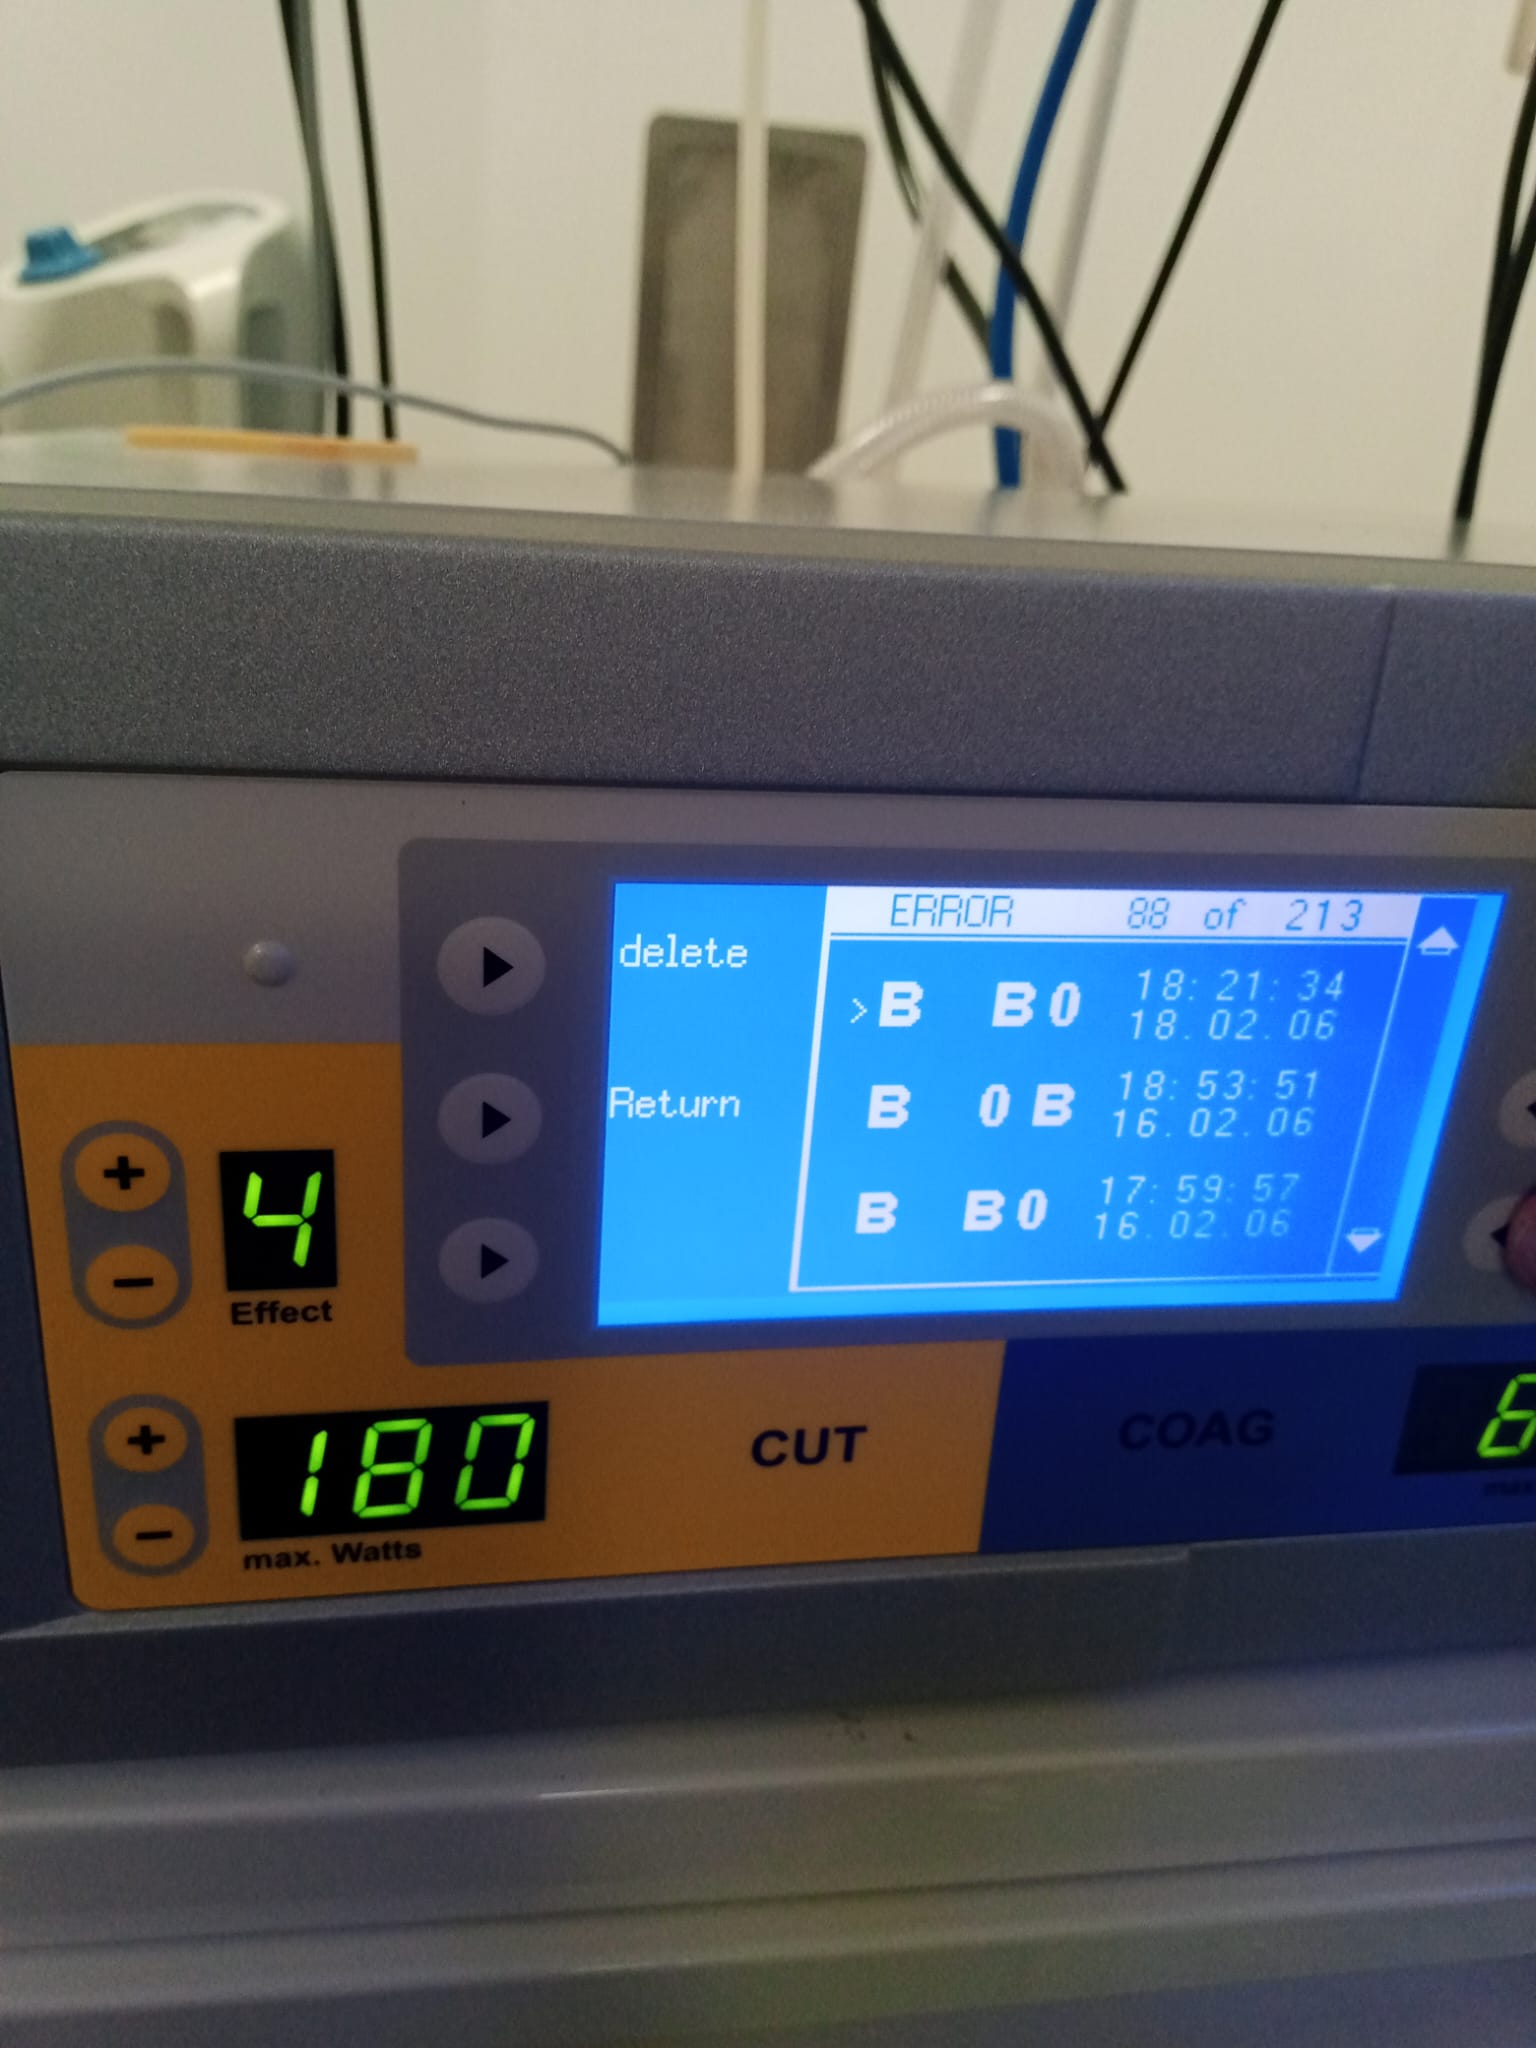 ERROR 88 of 213
delete
>B B0 18:21:34
18.02.06
Return
B 0B 18:53:51
16.02.06
B B0 17:59:57
16.02.06
+
4
-
Effect
+
180
-
max. Watts
CUT
COAG
6